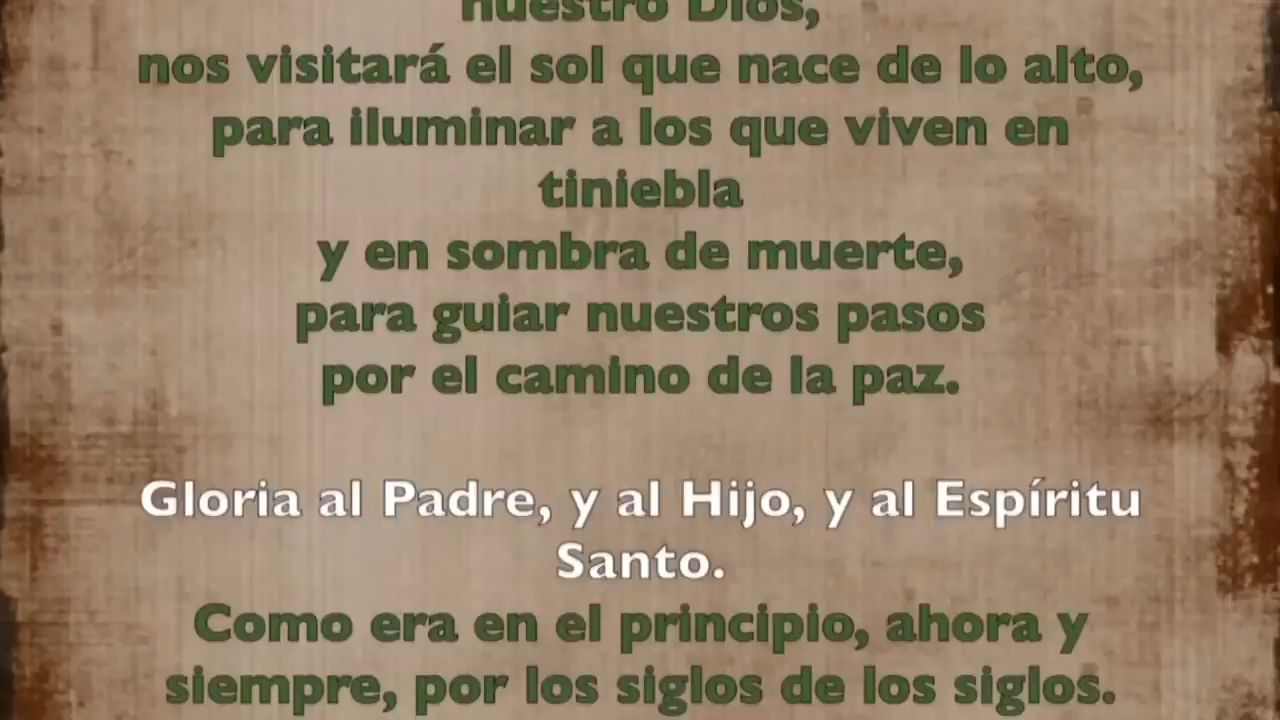 nuestro Dios,
nos visitará el sol que nace de lo alto,
para iluminar a los que viven en
tiniebla
y en sombra de muerte,
para guiar nuestros pasos
por el camino de la paz.
Gloria al Padre, y al Hijo, y al Espíritu
Santo.
Como era en el principio, ahora y
siempre, por los siglos de los siglos.